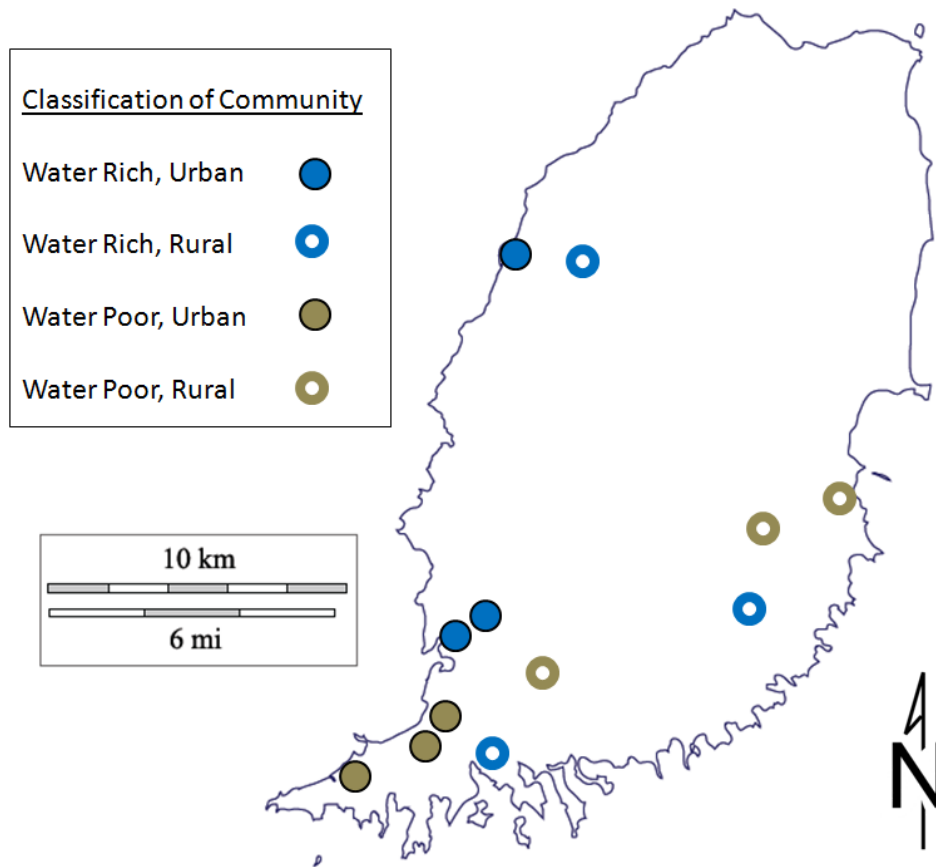 Classification of Community
Water Rich, Urban
Water Rich, Rural
Water Poor, Urban
Water Poor, Rural
10 km
6 mi
N